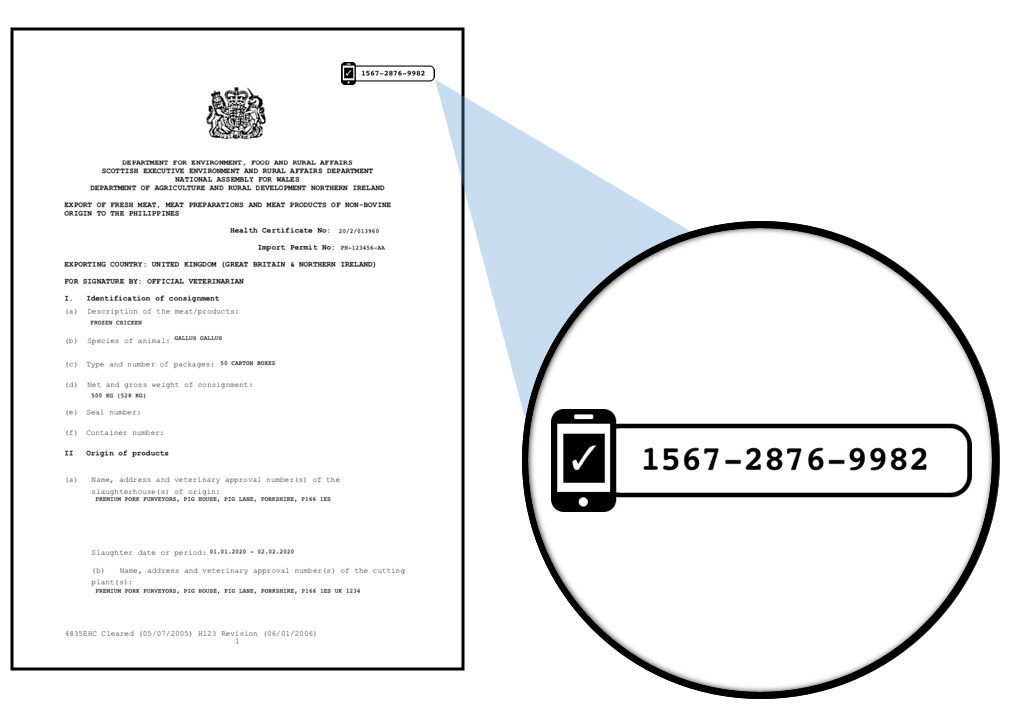 1567-2876-9982
DEPARTMENT FOR ENVIRONMENT, FOOD AND RURAL AFFAIRS
SCOTTISH EXECUTIVE ENVIRONMENT AND RURAL AFFAIRS DEPARTMENT
NATIONAL ASSEMBLY FOR WALES
DEPARTMENT OF AGRICULTURE AND RURAL DEVELOPMENT NORTHERN IRELAND
EXPORT OF FRESH MEAT, MEAT PREPARATIONS AND MEAT PRODUCTS OF NON-BOVINE
ORIGIN TO THE PHILIPPINES
Health Certificate No: 20/2/013960
Import Permit No: PH-123456-AA
EXPORTING COUNTRY: UNITED KINGDOM (GREAT BRITAIN & NORTHERN IRELAND)
FOR SIGNATURE BY: OFFICIAL VETERINARIAN
I. Identification of consignment
(a) Description of the meat/products:
FROZEN CHICKEN
(b) Species of animal: GALLUS GALLUS
(c) Type and number of packages: 50 CARTON BOXES
(d) Net and gross weight of consignment:
500 KG (528 KG)
(e) Seal number:
(f) Container number:
II Origin of products
(a) Name, address and veterinary approval number(s) of the
slaughterhouse(s) of origin:
PREMIUM PORK PURVEYORS, PIG HOUSE, PIG LANE, PORKSHIRE, P166 1ES
Slaughter date or period: 01.01.2020 - 02.02.2020
(b) Name, address and veterinary approval number(s) of the cutting
plant(s):
PREMIUM PORK PURVEYORS, PIG HOUSE, PIG LANE, PORKSHIRE, P166 1ES UK 1234
4835EHC Cleared (05/07/2005) H123 Revision (06/01/2006)
1
1567-2876-9982